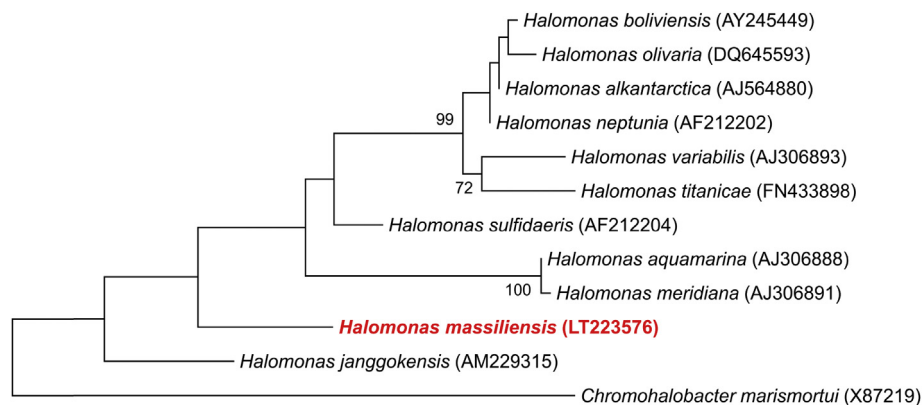 Halomonas boliviensis (AY245449)
Halomonas olivaria (DQ645593)
Halomonas alkantarctica (AJ564880)
99
Halomonas neptunia (AF212202)
Halomonas variabilis (AJ306893)
72
Halomonas titanicae (FN433898)
Halomonas sulfidaeris (AF212204)
Halomonas aquamarina (AJ306888)
100
Halomonas meridiana (AJ306891)
Halomonas massiliensis (LT223576)
Halomonas janggokensis (AM229315)
Chromohalobacter marismortui (X87219)